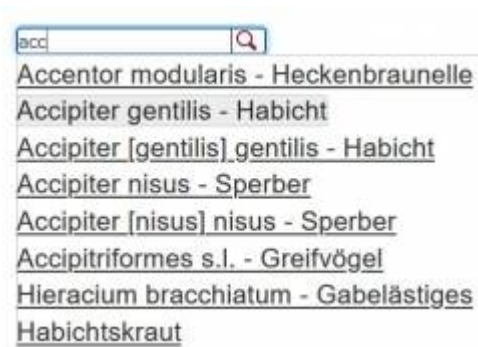 acc
Accentor modularis - Heckenbraunelle
Accipiter gentilis - Habicht
Accipiter [gentilis] gentilis - Habicht
Accipiter nisus - Sperber
Accipiter [nisus] nisus - Sperber
Accipitriformes s.l. - Greifvögel
Hieracium bracchiatum - Gabelästiges
Habichtskraut